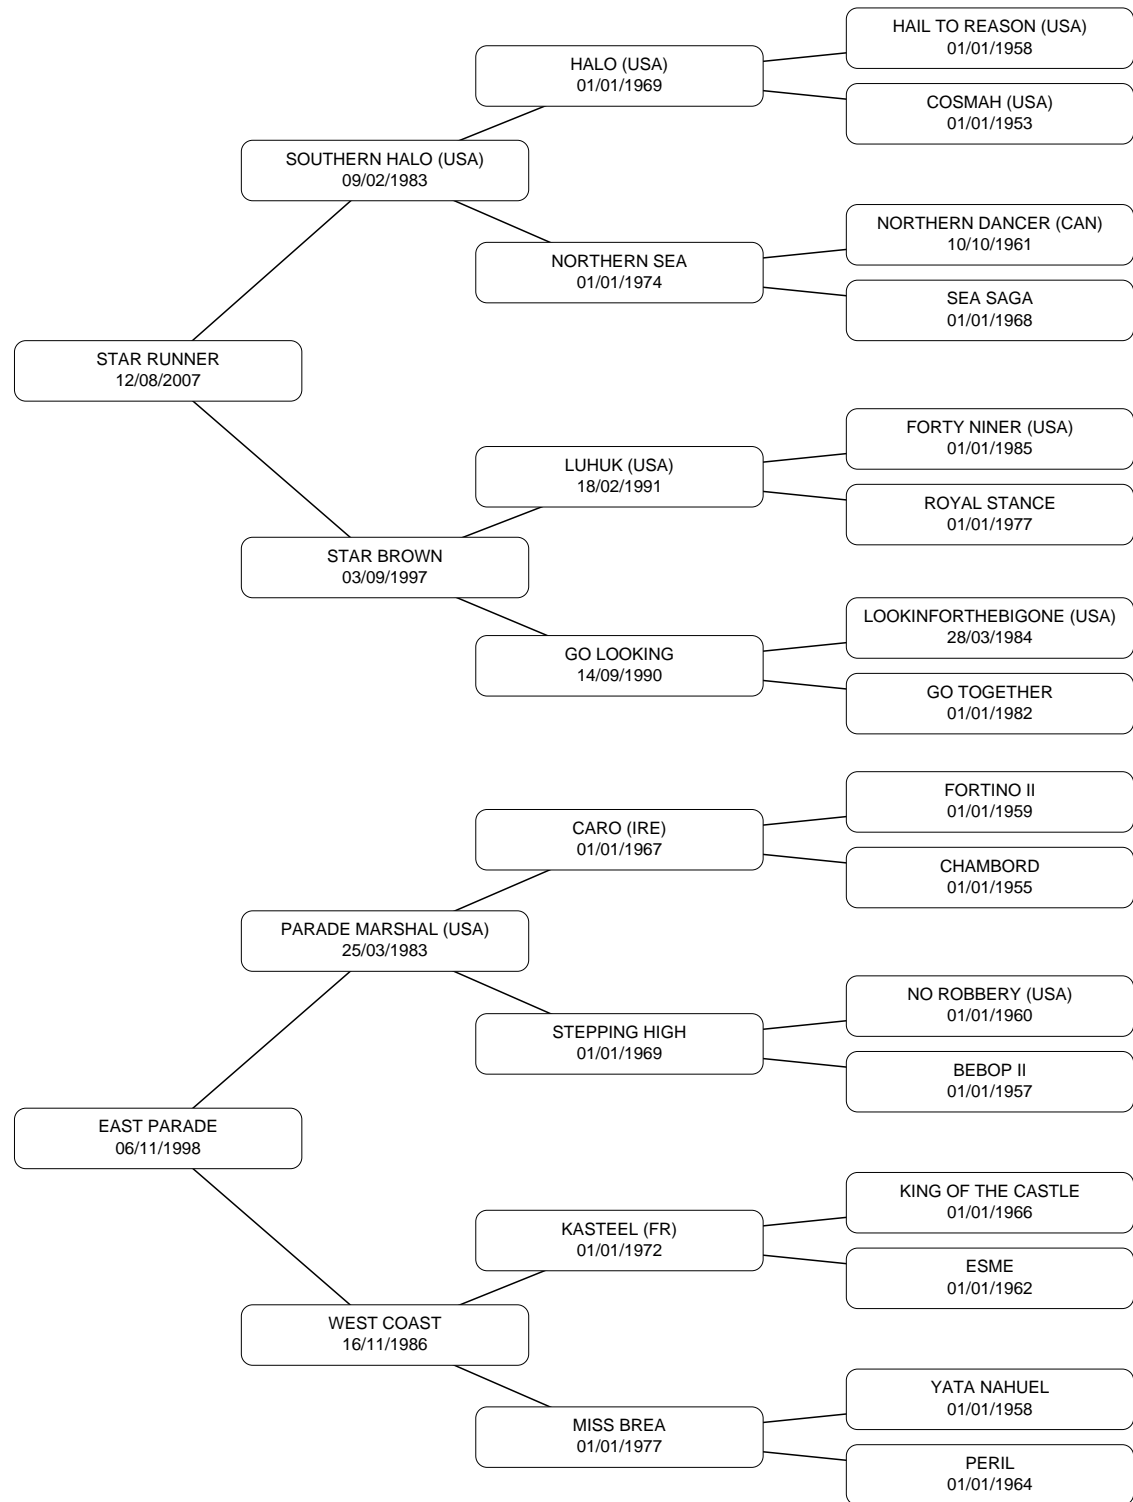 HAIL TO REASON (USA)
01/01/1958
HALO (USA)
01/01/1969
COSMAH (USA)
01/01/1953
SOUTHERN HALO (USA)
09/02/1983
NORTHERN DANCER (CAN)
10/10/1961
NORTHERN SEA
01/01/1974
SEA SAGA
01/01/1968
STAR RUNNER
12/08/2007
FORTY NINER (USA)
01/01/1985
LUHUK (USA)
18/02/1991
ROYAL STANCE
01/01/1977
STAR BROWN
03/09/1997
LOOKINFORTHEBIGONE (USA)
28/03/1984
GO LOOKING
14/09/1990
GO TOGETHER
01/01/1982
FORTINO II
01/01/1959
CARO (IRE)
01/01/1967
CHAMBORD
01/01/1955
PARADE MARSHAL (USA)
25/03/1983
NO ROBBERY (USA)
01/01/1960
STEPPING HIGH
01/01/1969
BEBOP II
01/01/1957
EAST PARADE
06/11/1998
KING OF THE CASTLE
01/01/1966
KASTEEL (FR)
01/01/1972
ESME
01/01/1962
WEST COAST
16/11/1986
YATA NAHUEL
01/01/1958
MISS BREA
01/01/1977
PERIL
01/01/1964